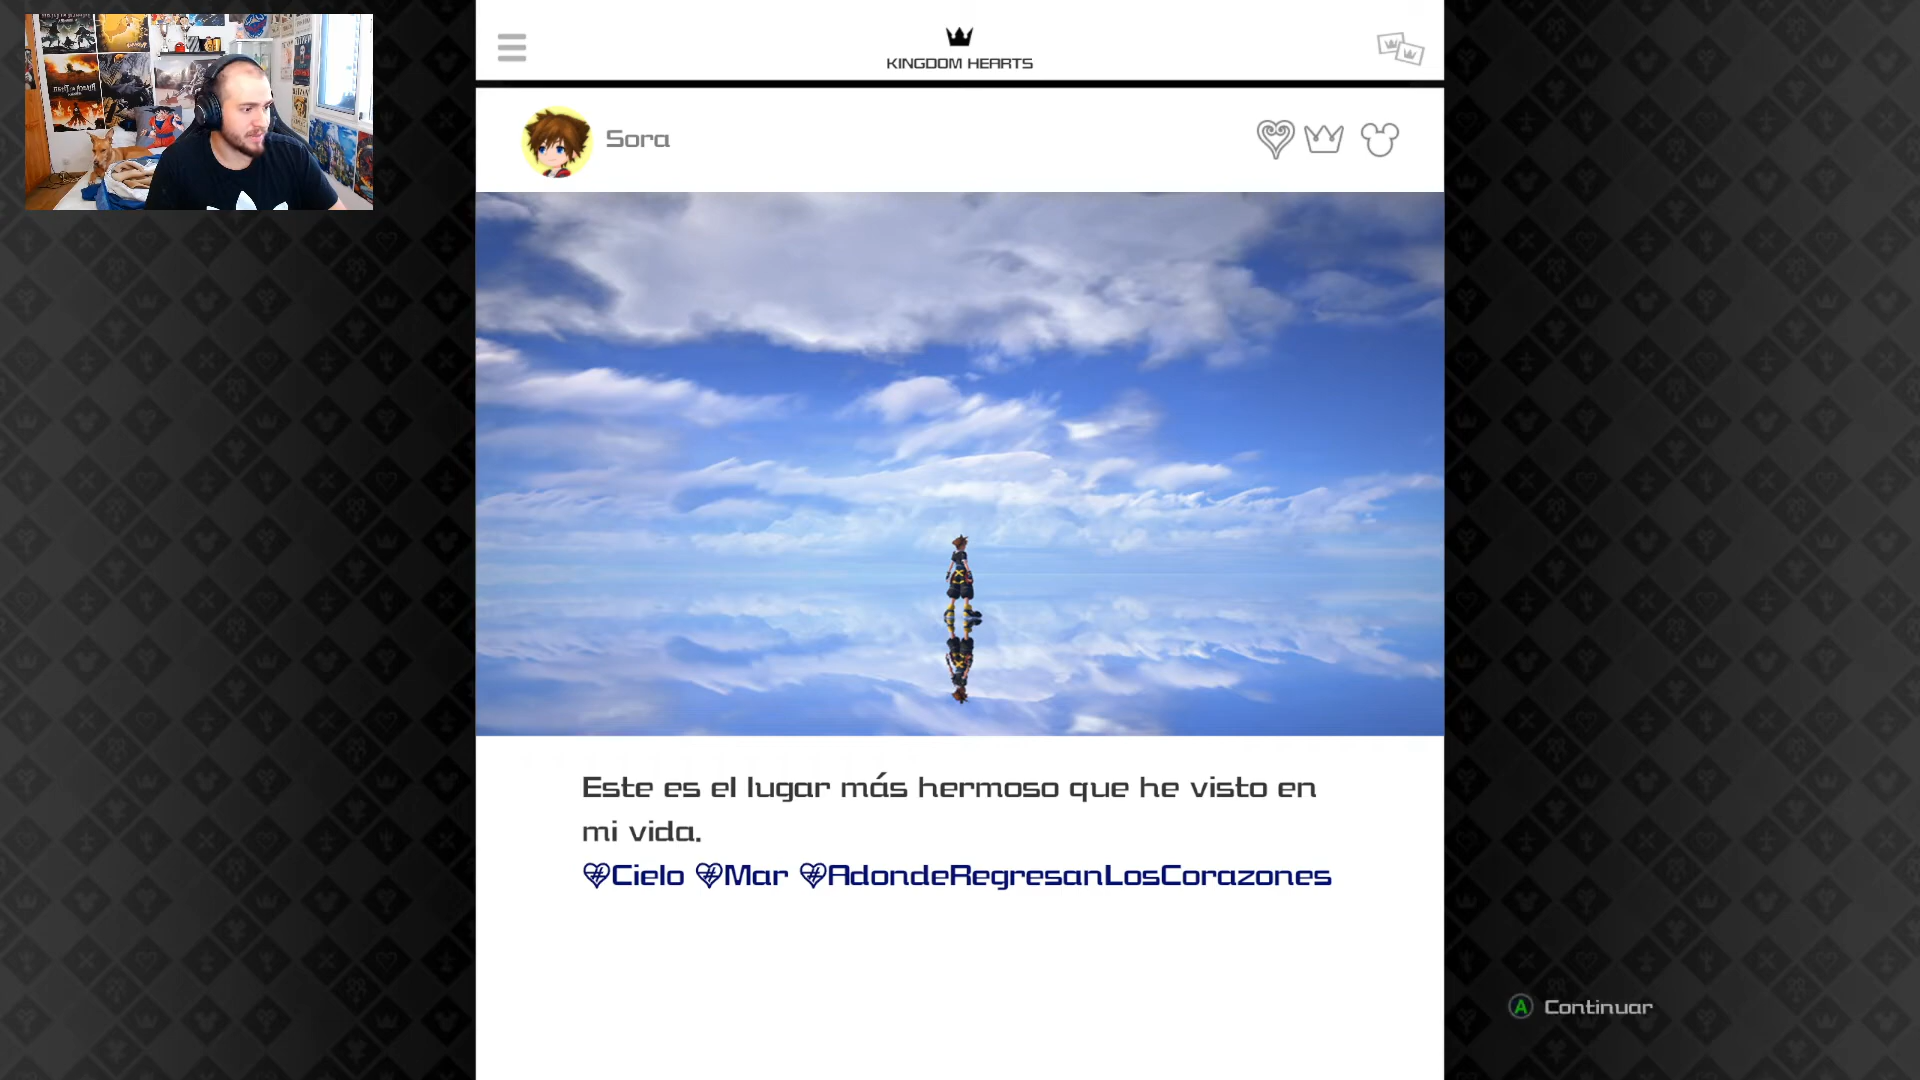 KINGDOM HEARTS
Sora
Este es el lugar más hermoso que he visto en
mi vida.
#Cielo #Mar #AdondeRegresanLosCorazones
A Continuar